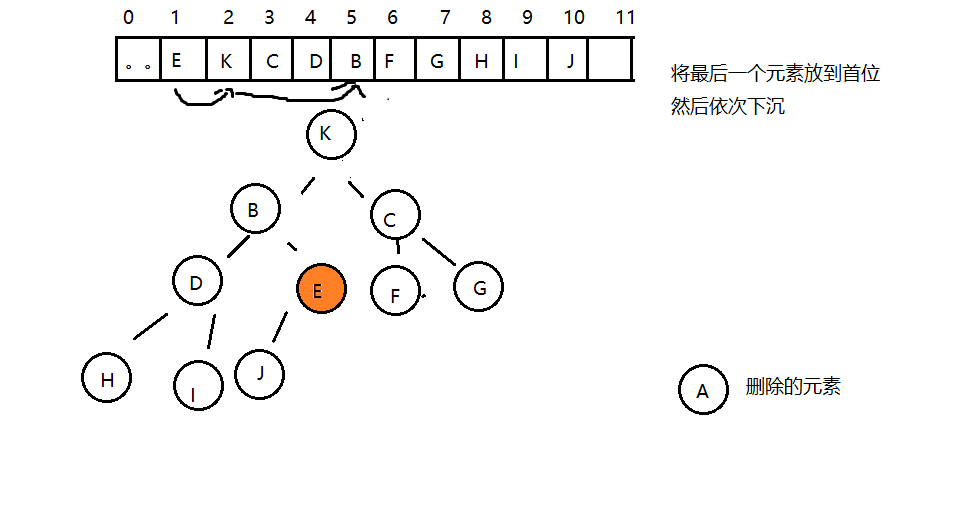 0 1 2 3 4 5 6 7 8 9 10 11
。。 E K C D B F G H I J
将最后一个元素放到首位
然后依次下沉
K
B C
D E F G
H I J
A 删除的元素